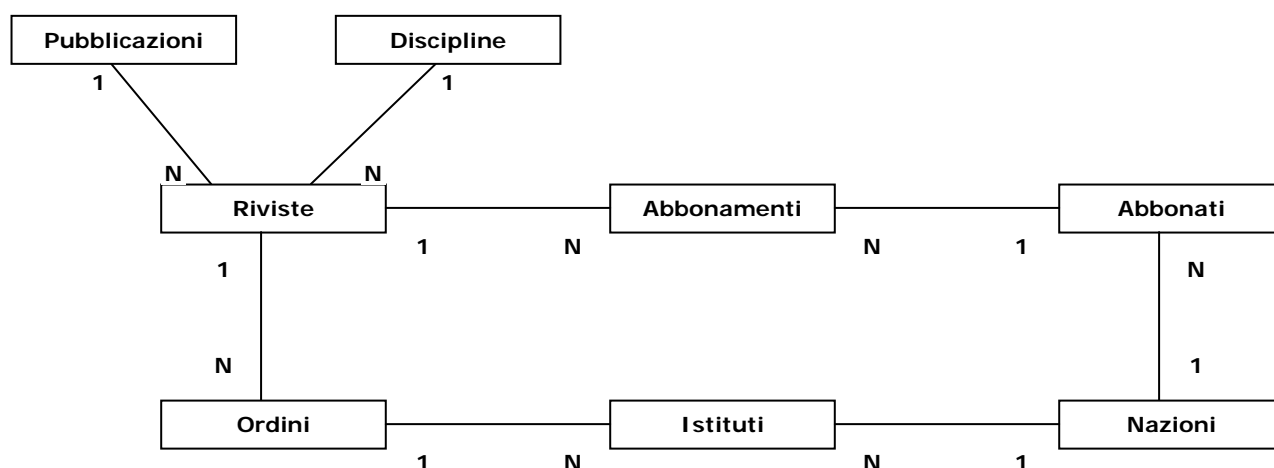 Pubblicazioni Discipline
1 1
N N
Riviste Abbonamenti Abbonati
1 N N 1
1 N
N 1
Ordini Istituti Nazioni
1 N N 1